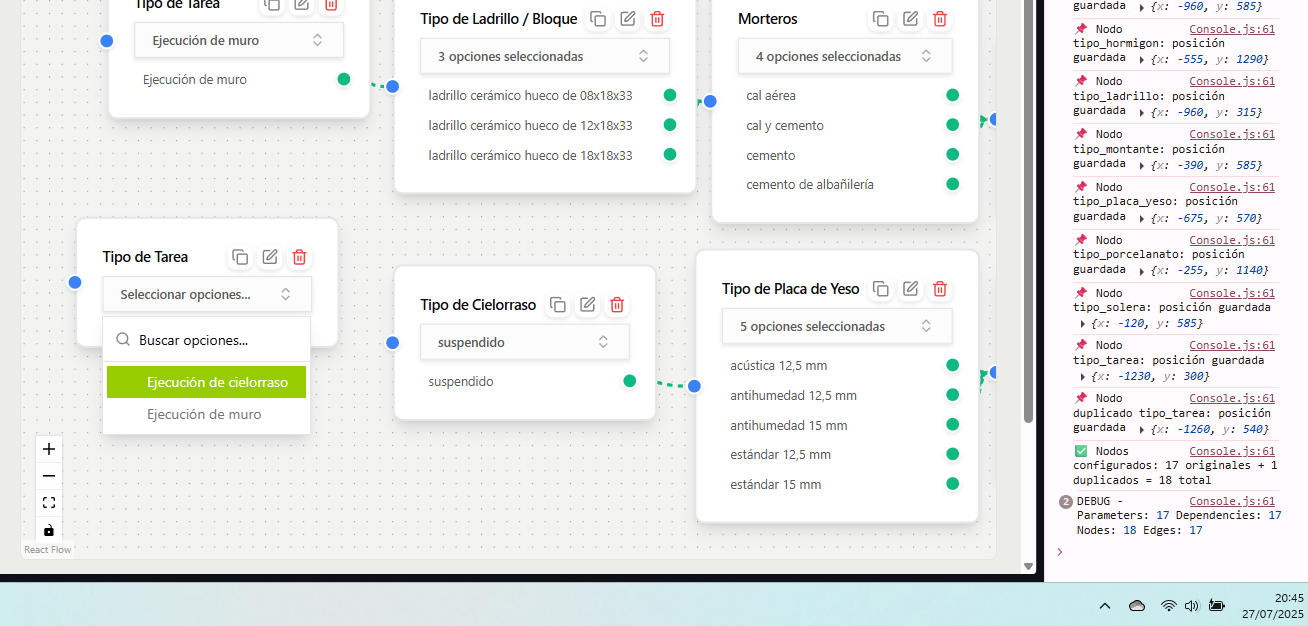 Tipo de Tarea
Ejecución de muro
Ejecución de muro
Tipo de Ladrillo / Bloque
3 opciones seleccionadas
ladrillo cerámico hueco de 08x18x33
ladrillo cerámico hueco de 12x18x33
ladrillo cerámico hueco de 18x18x33
Morteros
4 opciones seleccionadas
cal aérea
cal y cemento
cemento
cemento de albañilería
Tipo de Tarea
Seleccionar opciones...
Buscar opciones...
Ejecución de cielorraso
Ejecución de muro
Tipo de Cielorraso
suspendido
suspendido
Tipo de Placa de Yeso
5 opciones seleccionadas
acústica 12,5 mm
antihumedad 12,5 mm
antihumedad 15 mm
estándar 12,5 mm
estándar 15 mm
React Flow
guardada ▸ {x: -960, y: 585}
📌 Nodo Console.js:61
tipo_hormigon: posición
guardada ▸ {x: -555, y: 1290}
📌 Nodo Console.js:61
tipo_ladrillo: posición
guardada ▸ {x: -960, y: 315}
📌 Nodo Console.js:61
tipo_montante: posición
guardada ▸ {x: -390, y: 585}
📌 Nodo Console.js:61
tipo_placa_yeso: posición
guardada ▸ {x: -675, y: 570}
📌 Nodo Console.js:61
tipo_porcelanato: posición
guardada ▸ {x: -255, y: 1140}
📌 Nodo Console.js:61
tipo_solera: posición guardada
▸ {x: -120, y: 585}
📌 Nodo Console.js:61
tipo_tarea: posición guardada
▸ {x: -1230, y: 300}
📌 Nodo Console.js:61
duplicado tipo_tarea: posición
guardada ▸ {x: -1260, y: 540}
✅ Nodos Console.js:61
configurados: 17 originales + 1
duplicados = 18 total
2 DEBUG - Console.js:61
Parameters: 17 Dependencies: 17
Nodes: 18 Edges: 17
20:45
27/07/2025